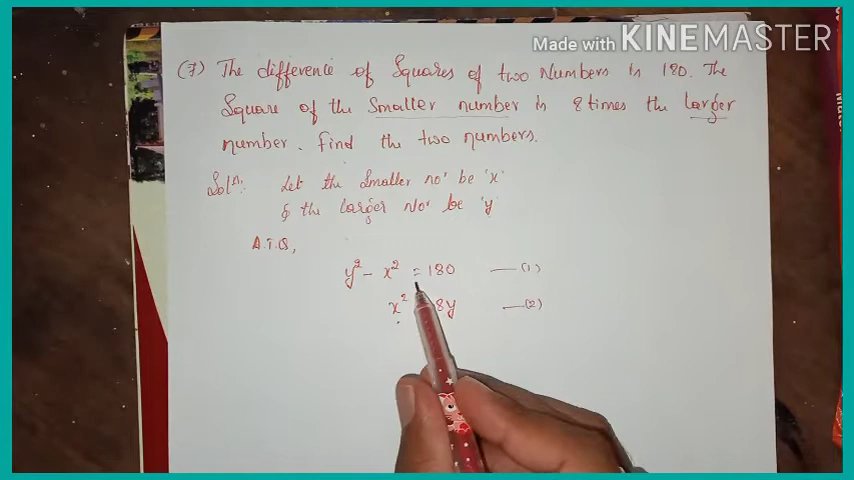 Made with KINEMASTER
(7) The difference of Squares of two Numbers is 180. The
Square of the Smaller number is 8 times the larger
number. Find the two numbers.
Soln: Let the Smaller no' be 'x'
& the larger No' be 'y
A.T.Q,
y² - x² = 180 —(1)
x² 8y —(2)